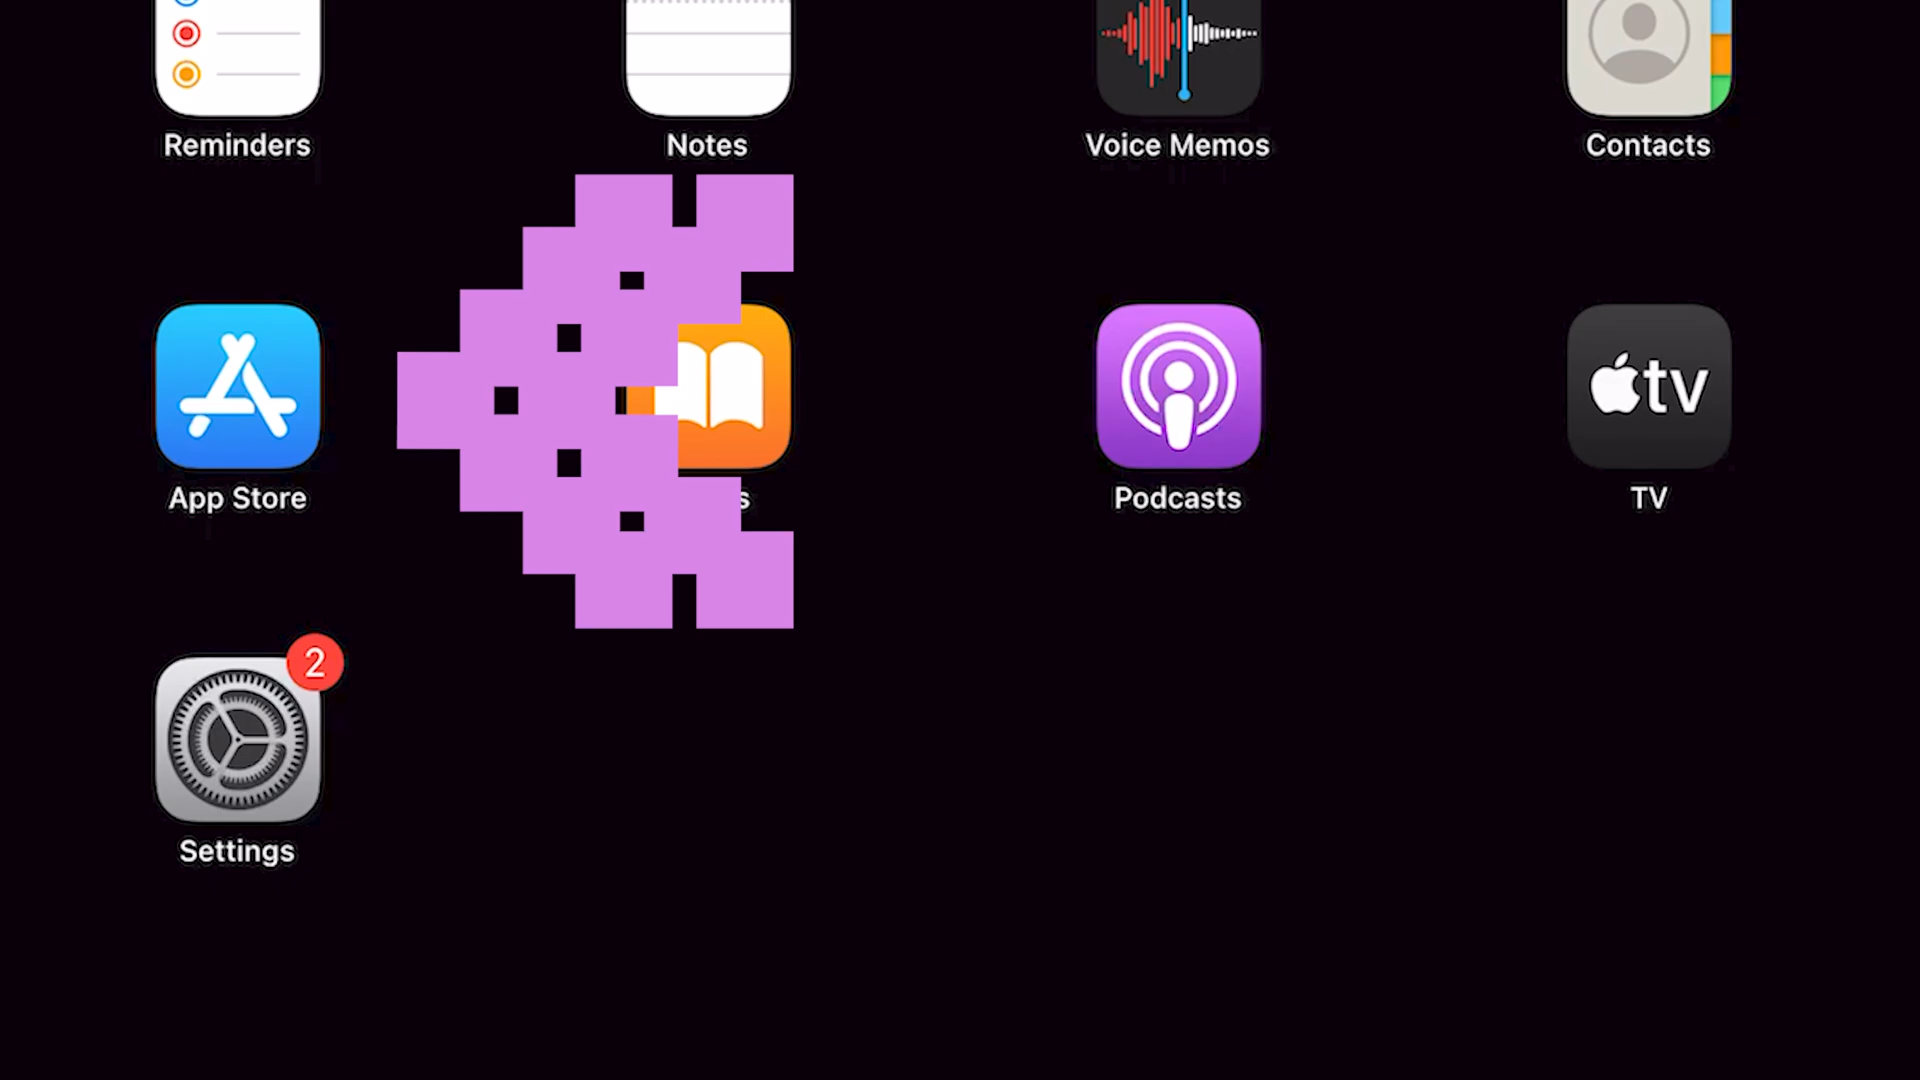 Reminders
Notes
Voice Memos
Contacts
tv
App Store
Podcasts
TV
2
Settings